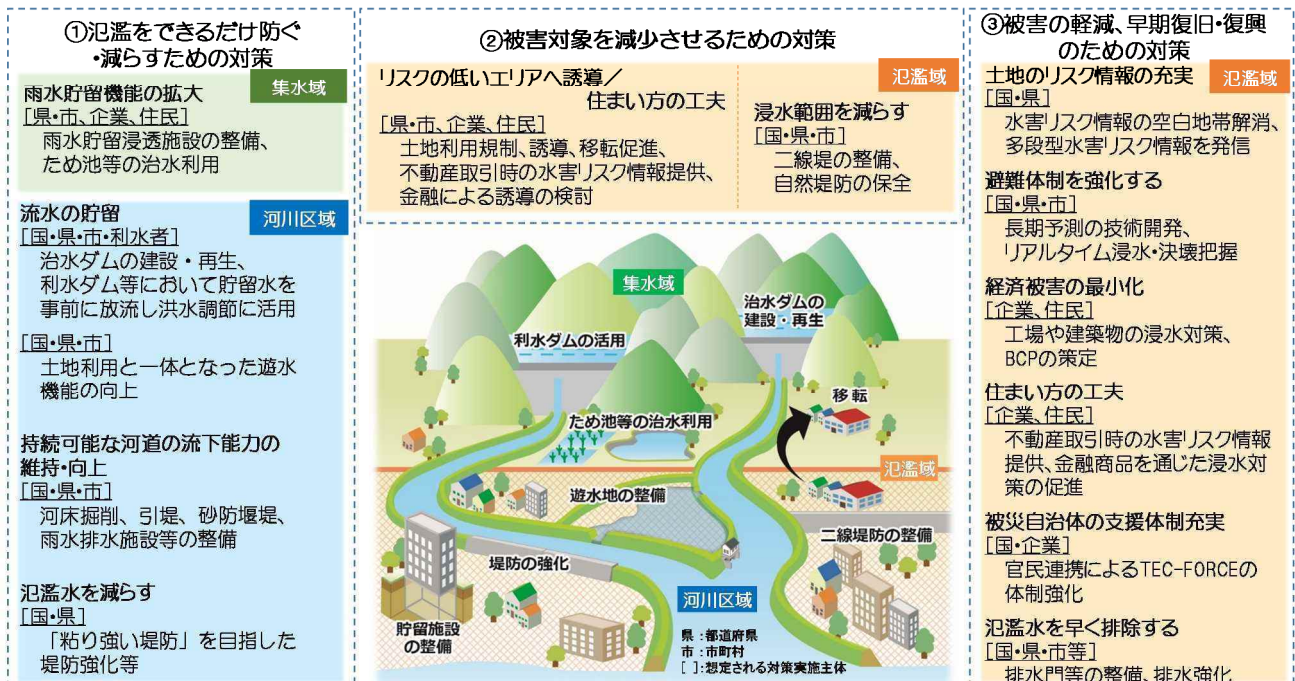 ①氾濫をできるだけ防ぐ
・減らすための対策
集水域
雨水貯留機能の拡大
[県・市、企業、住民]
雨水貯留浸透施設の整備、
ため池等の治水利用
河川区域
流水の貯留
[国・県・市・利水者]
治水ダムの建設・再生、
利水ダム等において貯留水を
事前に放流し洪水調節に活用
[国・県・市]
土地利用と一体となった遊水
機能の向上
持続可能な河道の流下能力の
維持・向上
[国・県・市]
河床掘削、引堤、砂防堰堤、
雨水排水施設等の整備
氾濫水を減らす
[国・県]
「粘り強い堤防」を目指した
堤防強化等
②被害対象を減少させるための対策
氾濫域
リスクの低いエリアへ誘導／
住まい方の工夫
[県・市、企業、住民]
土地利用規制、誘導、移転促進、
不動産取引時の水害リスク情報提供、
金融による誘導の検討
浸水範囲を減らす
[国・県・市]
二線堤の整備、
自然堤防の保全
集水域
治水ダムの
建設・再生
利水ダムの活用
移転
ため池等の治水利用
氾濫域
遊水地の整備
二線堤防の整備
堤防の強化
河川区域
貯留施設
の整備
県：都道府県
市：市町村
[ ]：想定される対策実施主体
③被害の軽減、早期復旧・復興
のための対策
氾濫域
土地のリスク情報の充実
[国・県]
水害リスク情報の空白地帯解消、
多段型水害リスク情報を発信
避難体制を強化する
[国・県・市]
長期予測の技術開発、
リアルタイム浸水・決壊把握
経済被害の最小化
[企業、住民]
工場や建築物の浸水対策、
BCPの策定
住まい方の工夫
[企業、住民]
不動産取引時の水害リスク情報
提供、金融商品を通じた浸水対
策の促進
被災自治体の支援体制充実
[国・企業]
官民連携によるTEC-FORCEの
体制強化
氾濫水を早く排除する
[国・県・市等]
排水門等の整備、排水強化